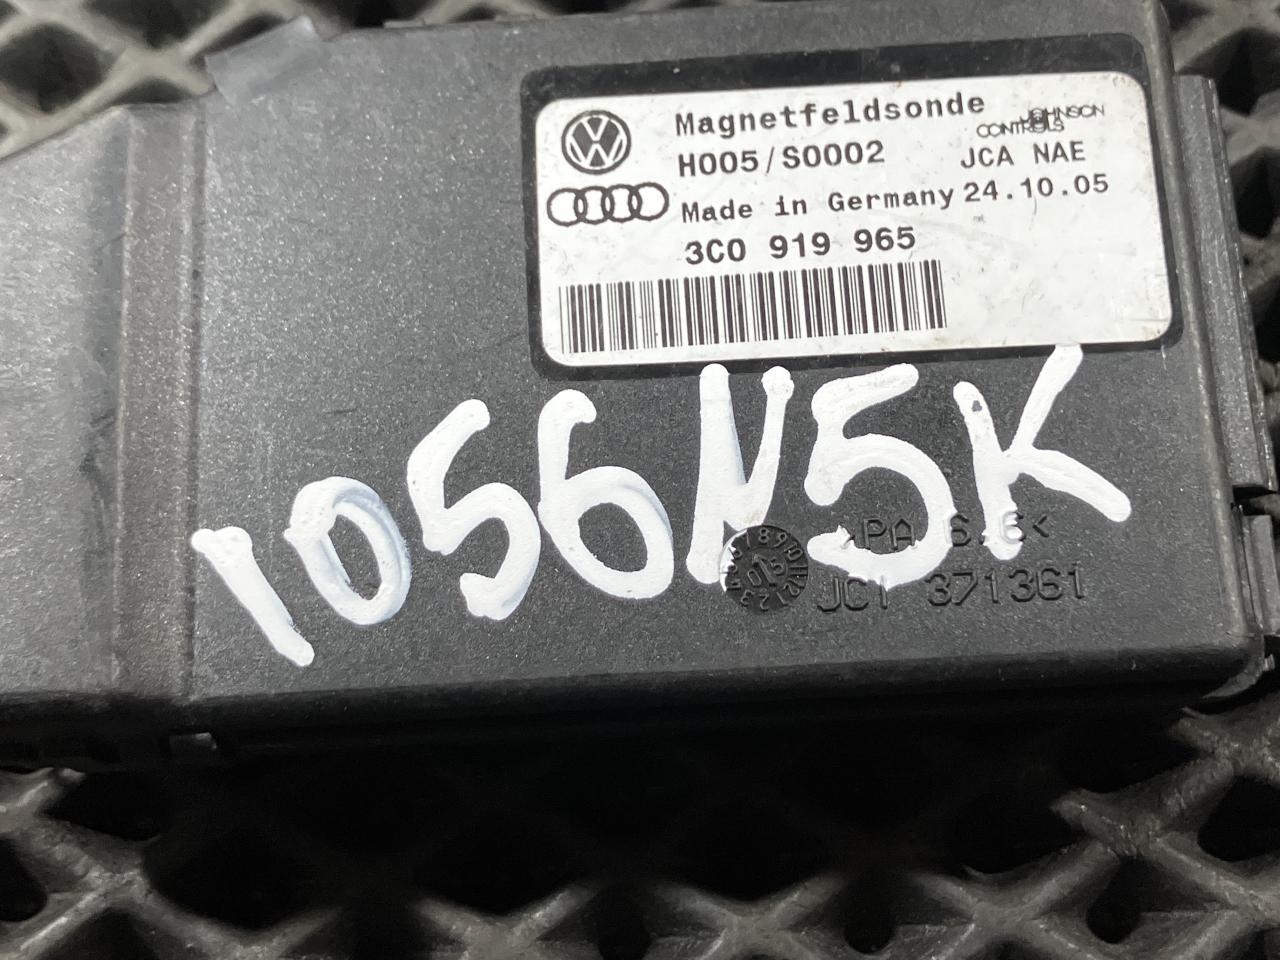 Magnetfeldsonde
JOHNSON
CONTROLS
H005/S0002
JCA NAE
Made in Germany
24.10.05
3C0 919 965
1056N5K
>PA 6.6<
JCI 371361